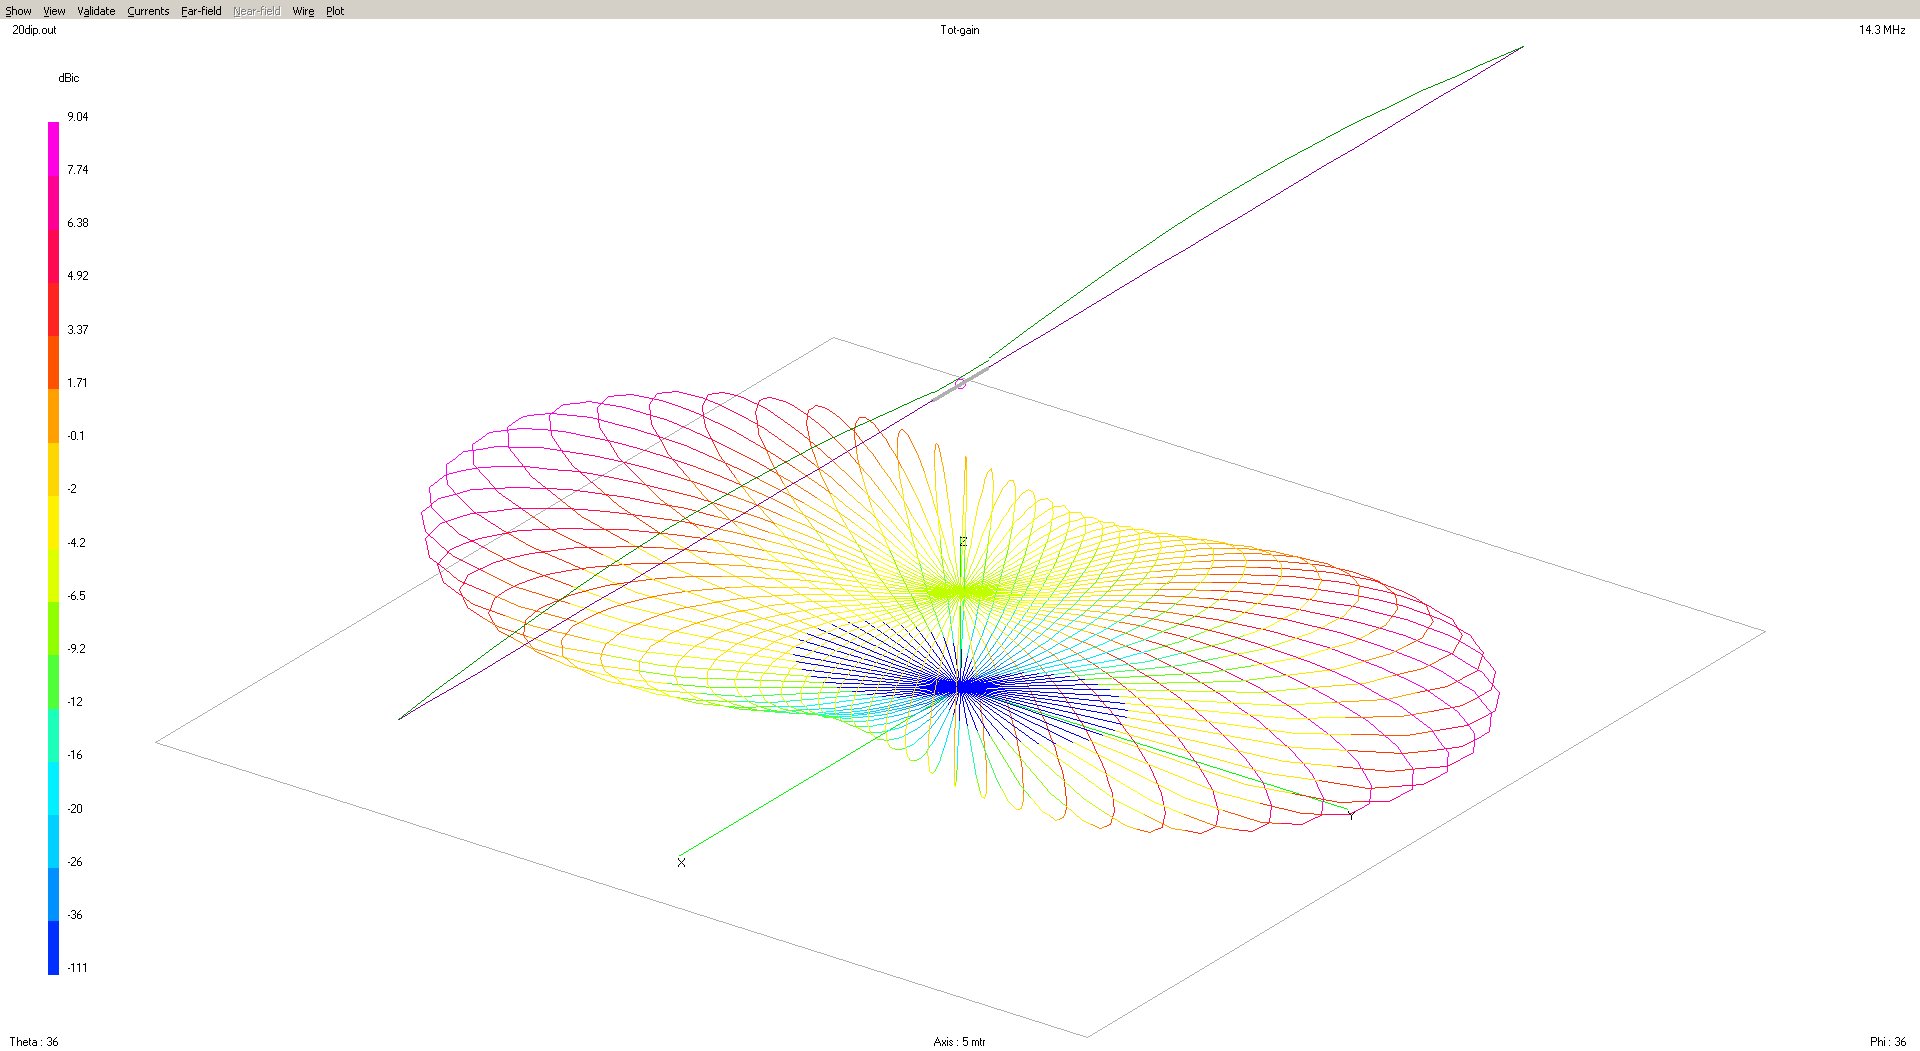 Show View Validate Currents Far-field Near-field Wire Plot
20dip.out Tot-gain 14.3 MHz
dBic
9.04
7.74
6.38
4.92
3.37
1.71
-0.1
-2
-4.2
-6.5
-9.2
-12
-16
-20
-26
-36
-111
Z
Y
X
Theta : 36 Axis : 5 mtr Phi : 36